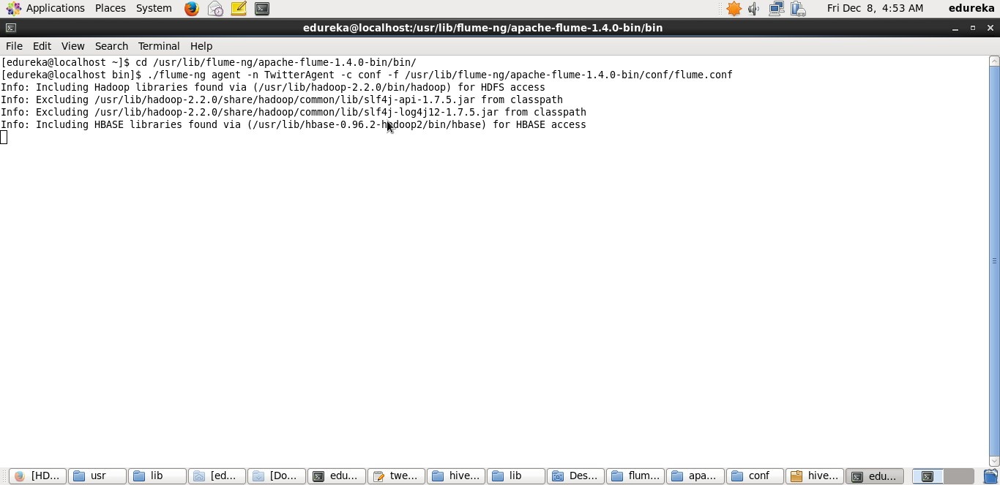 Applications Places System Fri Dec 8, 4:53 AM edureka
edureka@localhost:/usr/lib/flume-ng/apache-flume-1.4.0-bin/bin
File Edit View Search Terminal Help
[edureka@localhost ~]$ cd /usr/lib/flume-ng/apache-flume-1.4.0-bin/bin/
[edureka@localhost bin]$ ./flume-ng agent -n TwitterAgent -c conf -f /usr/lib/flume-ng/apache-flume-1.4.0-bin/conf/flume.conf
Info: Including Hadoop libraries found via (/usr/lib/hadoop-2.2.0/bin/hadoop) for HDFS access
Info: Excluding /usr/lib/hadoop-2.2.0/share/hadoop/common/lib/slf4j-api-1.7.5.jar from classpath
Info: Excluding /usr/lib/hadoop-2.2.0/share/hadoop/common/lib/slf4j-log4j12-1.7.5.jar from classpath
Info: Including HBASE libraries found via (/usr/lib/hbase-0.96.2-hadoop2/bin/hbase) for HBASE access
[HD... usr lib [ed... [Do... edu... twe... hive... lib Des... flum... apa... conf hive... edu...